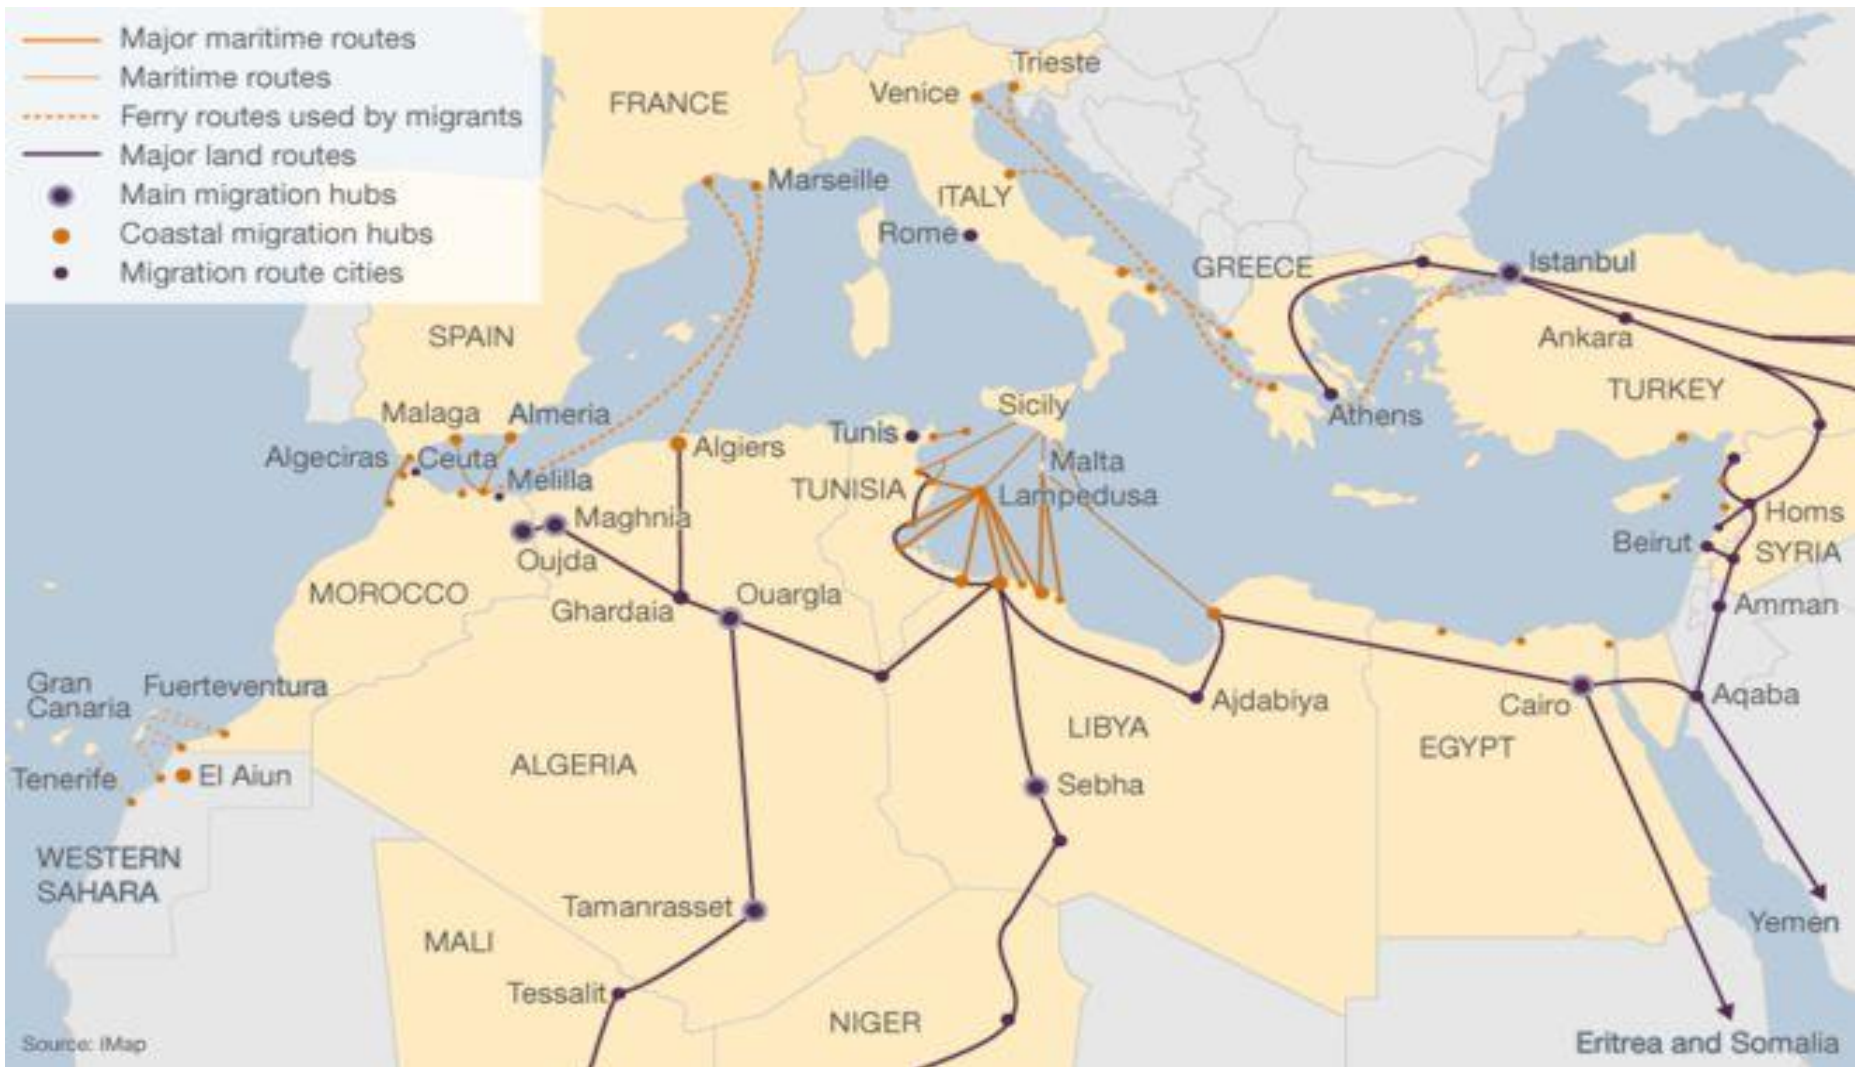 Major maritime routes
Maritime routes
Ferry routes used by migrants
Major land routes
Main migration hubs
Coastal migration hubs
Migration route cities
Trieste
Venice
FRANCE
Marseille
ITALY
Rome
GREECE
Istanbul
SPAIN
Ankara
TURKEY
Malaga
Almeria
Sicily
Athens
Tunis
Algiers
Algeciras
Ceuta
Malta
Melilla
TUNISIA
Lampedusa
Maghnia
Homs
Beirut
SYRIA
Oujda
MOROCCO
Ghardaia
Ouargla
Amman
Gran
Canaria
Fuerteventura
Ajdabiya
Cairo
Aqaba
LIBYA
EGYPT
ALGERIA
Tenerife
El Aiun
Sebha
WESTERN
SAHARA
Tamanrasset
Yemen
MALI
Tessalit
NIGER
Source: iMap
Eritrea and Somalia